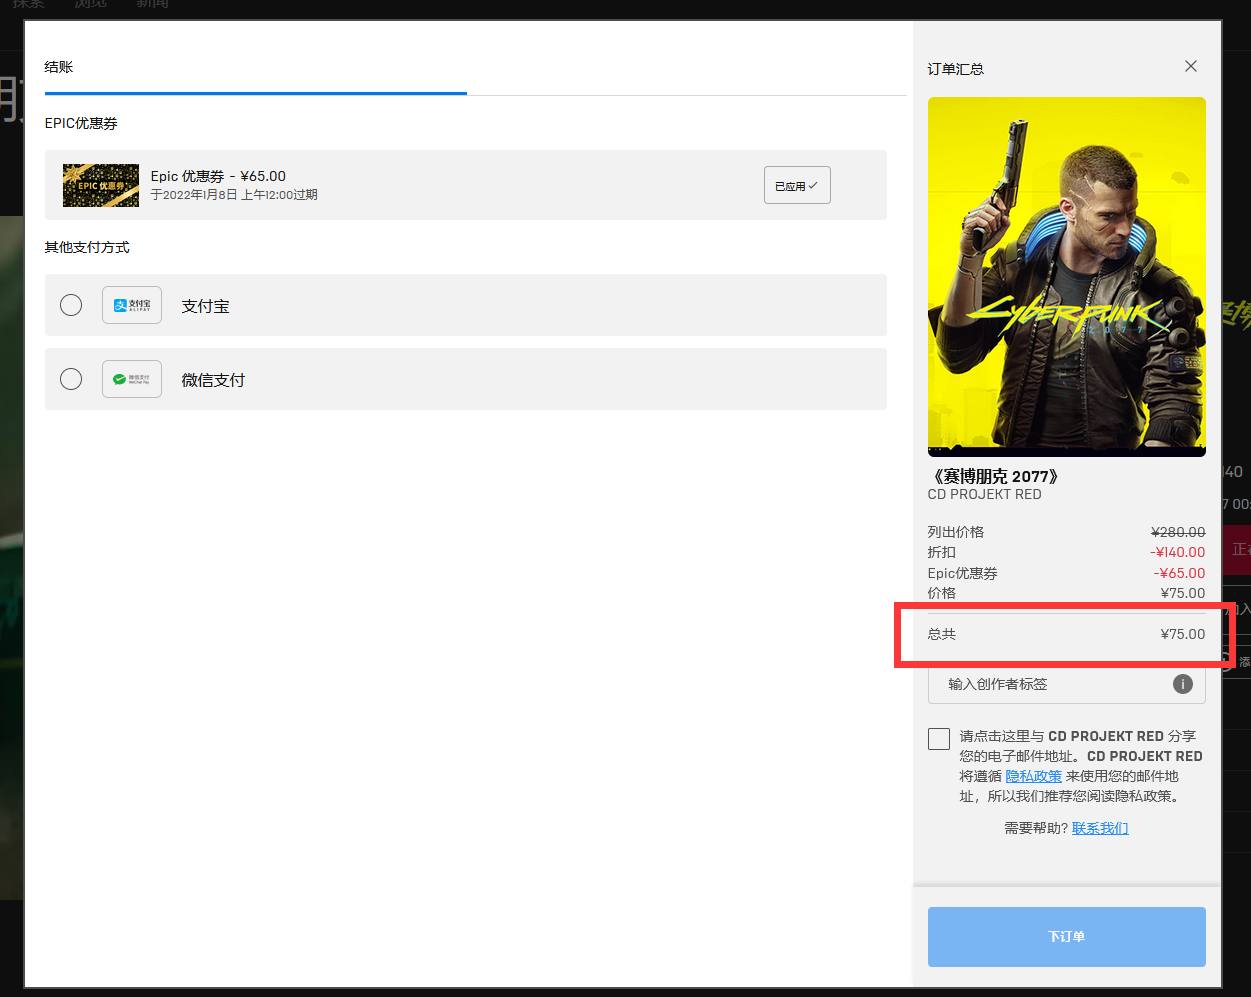 探索 浏览 新闻
结账
EPIC优惠券
EPIC 优惠券
Epic 优惠券 - ¥65.00
于2022年1月8日 上午12:00过期
已应用
其他支付方式
支付宝
ALIPAY
支付宝
微信支付
WeChat Pay
微信支付
订单汇总
CYBERPUNK
2077
《赛博朋克 2077》
CD PROJEKT RED
列出价格 ¥280.00
折扣 -¥140.00
Epic优惠券 -¥65.00
价格 ¥75.00
总共 ¥75.00
输入创作者标签
请点击这里与 CD PROJEKT RED 分享
您的电子邮件地址。CD PROJEKT RED
将遵循 隐私政策 来使用您的邮件地
址，所以我们推荐您阅读隐私政策。
需要帮助? 联系我们
下订单